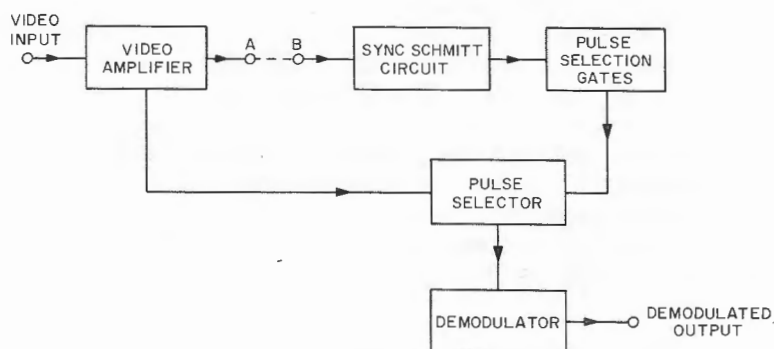 VIDEO
INPUT
VIDEO
AMPLIFIER
A
B
SYNC SCHMITT
CIRCUIT
PULSE
SELECTION
GATES
PULSE
SELECTOR
DEMODULATOR
DEMODULATED
OUTPUT